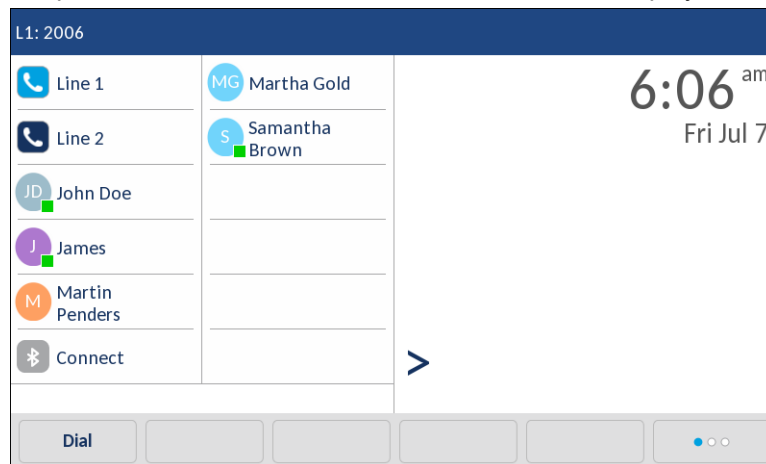 L1: 2006
Line 1
Line 2
JD John Doe
J James
M Martin
Penders
Connect
MG Martha Gold
S Samantha
Brown
>
6:06 am
Fri Jul 7
Dial